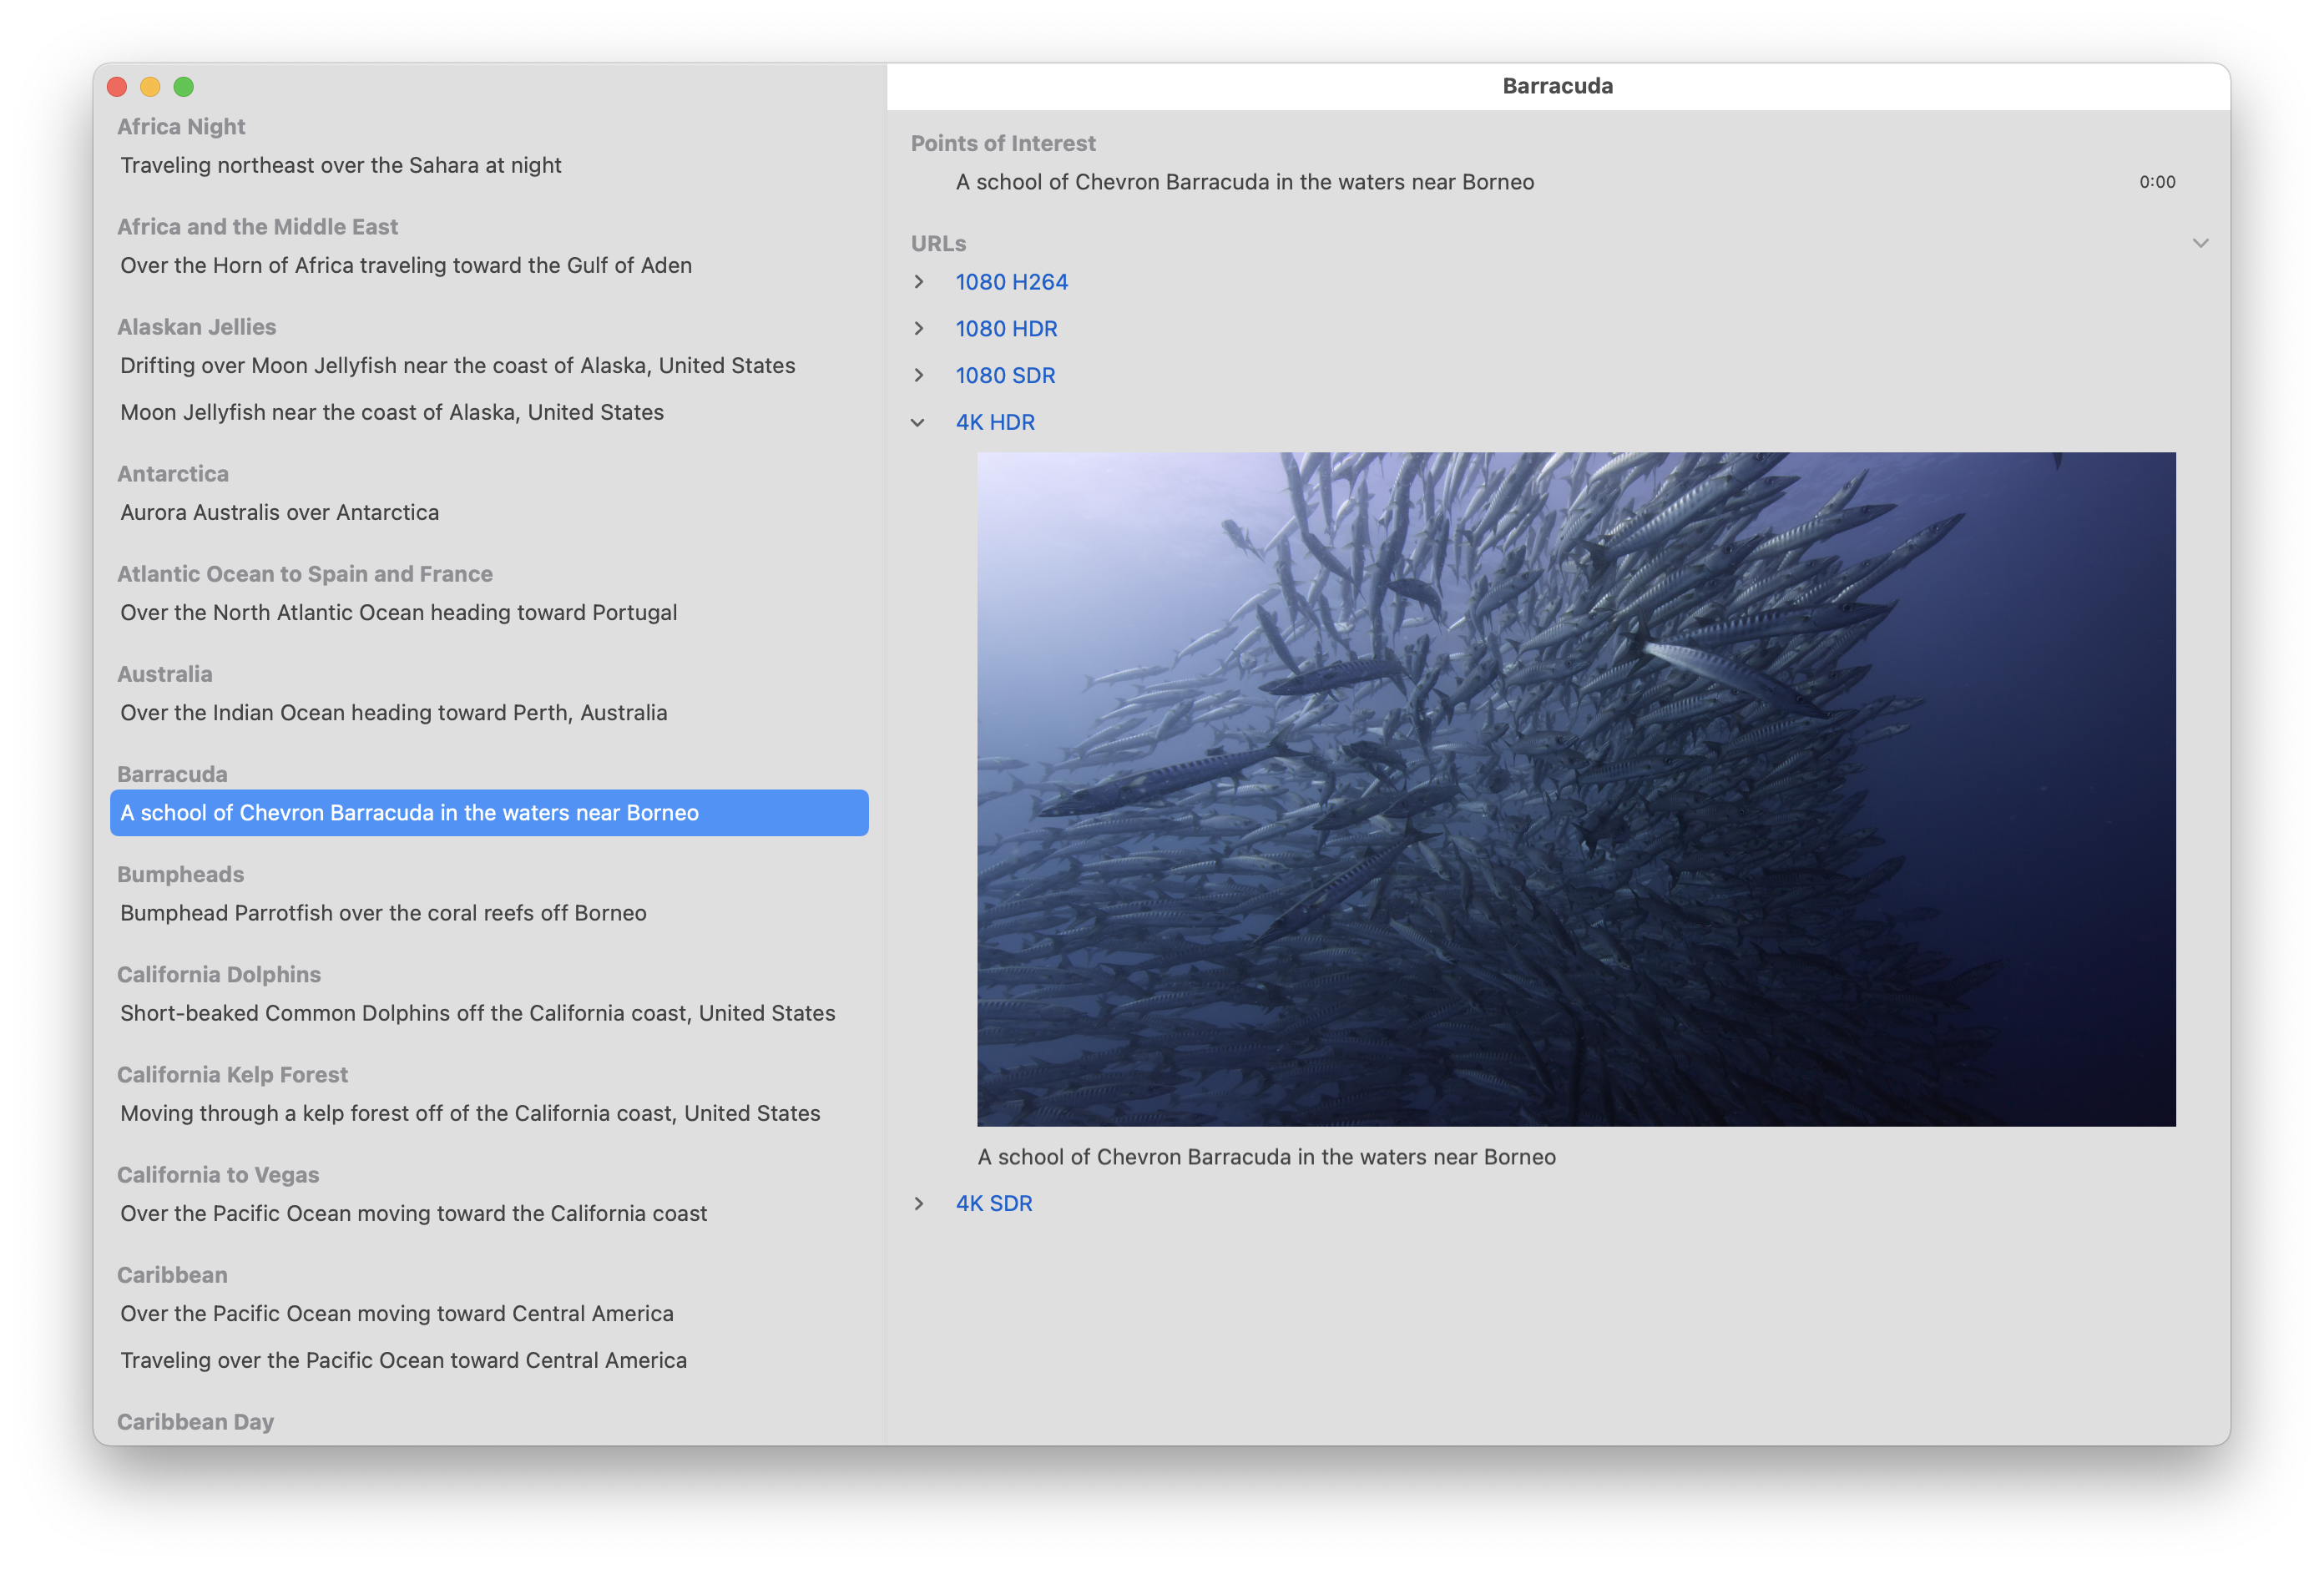 Africa Night
Traveling northeast over the Sahara at night
Africa and the Middle East
Over the Horn of Africa traveling toward the Gulf of Aden
Alaskan Jellies
Drifting over Moon Jellyfish near the coast of Alaska, United States
Moon Jellyfish near the coast of Alaska, United States
Antarctica
Aurora Australis over Antarctica
Atlantic Ocean to Spain and France
Over the North Atlantic Ocean heading toward Portugal
Australia
Over the Indian Ocean heading toward Perth, Australia
Barracuda
A school of Chevron Barracuda in the waters near Borneo
Bumpheads
Bumphead Parrotfish over the coral reefs off Borneo
California Dolphins
Short-beaked Common Dolphins off the California coast, United States
California Kelp Forest
Moving through a kelp forest off of the California coast, United States
California to Vegas
Over the Pacific Ocean moving toward the California coast
Caribbean
Over the Pacific Ocean moving toward Central America
Traveling over the Pacific Ocean toward Central America
Caribbean Day
Barracuda
Points of Interest
A school of Chevron Barracuda in the waters near Borneo 0:00
URLs
1080 H264
1080 HDR
1080 SDR
4K HDR
A school of Chevron Barracuda in the waters near Borneo
4K SDR